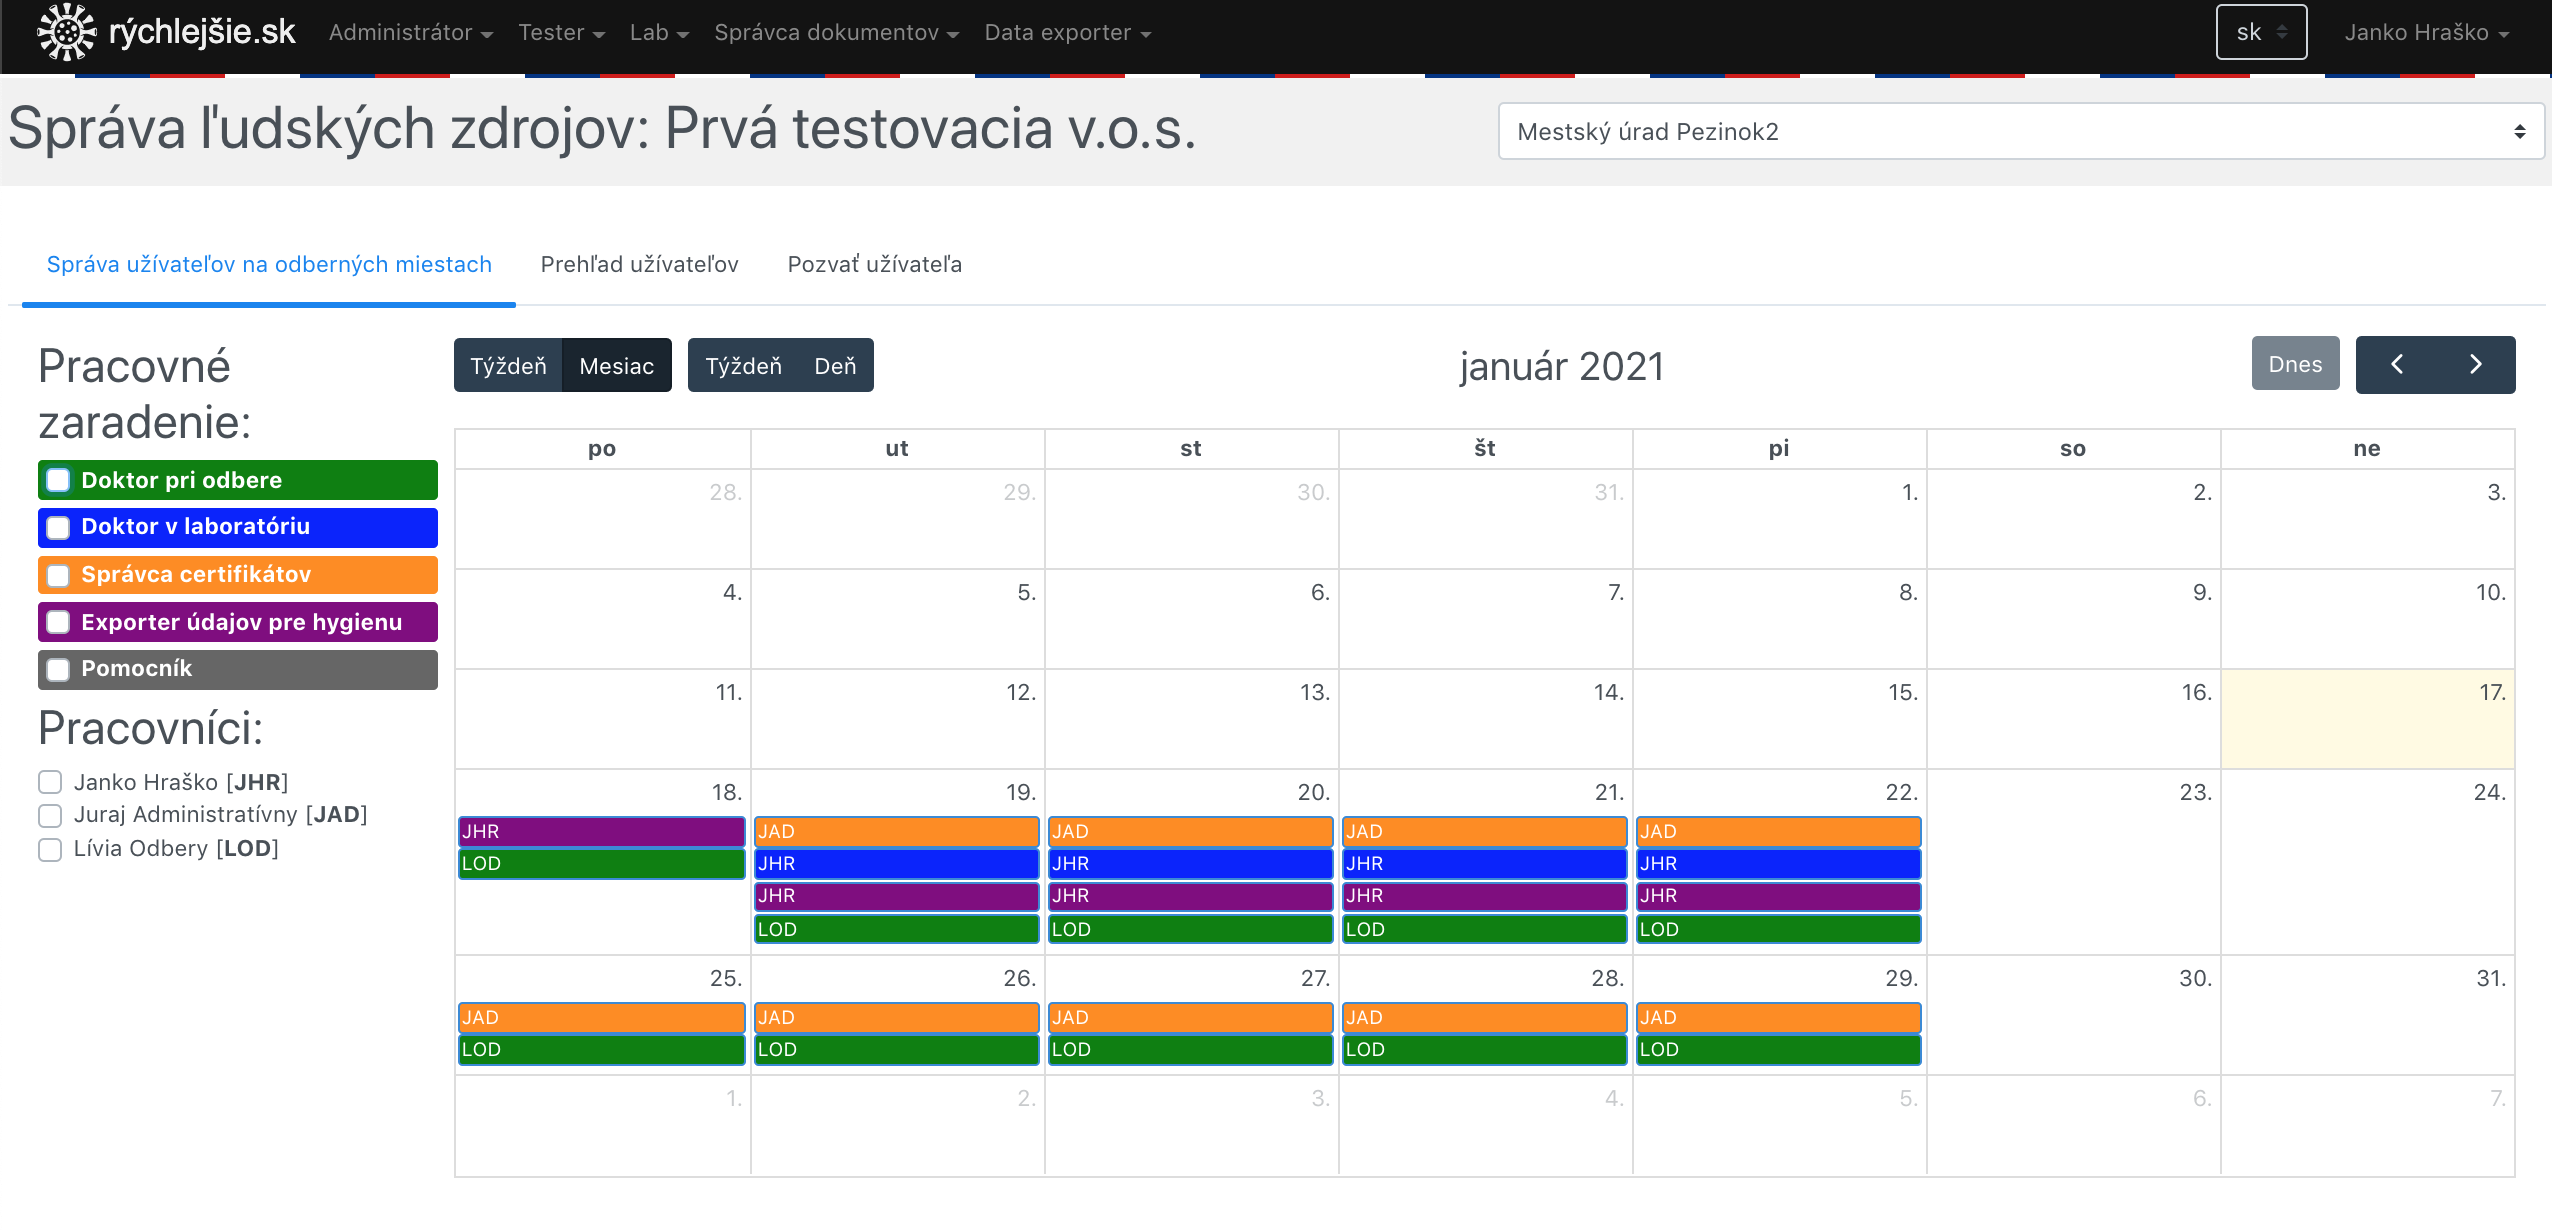 rýchlejšie.sk Administrátor Tester Lab Správca dokumentov Data exporter sk Janko Hraško
Správa ľudských zdrojov: Prvá testovacia v.o.s. Mestský úrad Pezinok2
Správa užívateľov na odberných miestach Prehľad užívateľov Pozvať užívateľa
Pracovné
zaradenie:
Doktor pri odbere
Doktor v laboratóriu
Správca certifikátov
Exporter údajov pre hygienu
Pomocník
Pracovníci:
Janko Hraško [JHR]
Juraj Administratívny [JAD]
Lívia Odbery [LOD]
Týždeň Mesiac Týždeň Deň január 2021 Dnes
po ut st št pi so ne
28. 29. 30. 31. 1. 2. 3.
4. 5. 6. 7. 8. 9. 10.
11. 12. 13. 14. 15. 16. 17.
18. 19. 20. 21. 22. 23. 24.
JHR JAD JAD JAD JAD
LOD JHR JHR JHR JHR
JHR JHR JHR JHR
LOD LOD LOD LOD
25. 26. 27. 28. 29. 30. 31.
JAD JAD JAD JAD JAD
LOD LOD LOD LOD LOD
1. 2. 3. 4. 5. 6. 7.